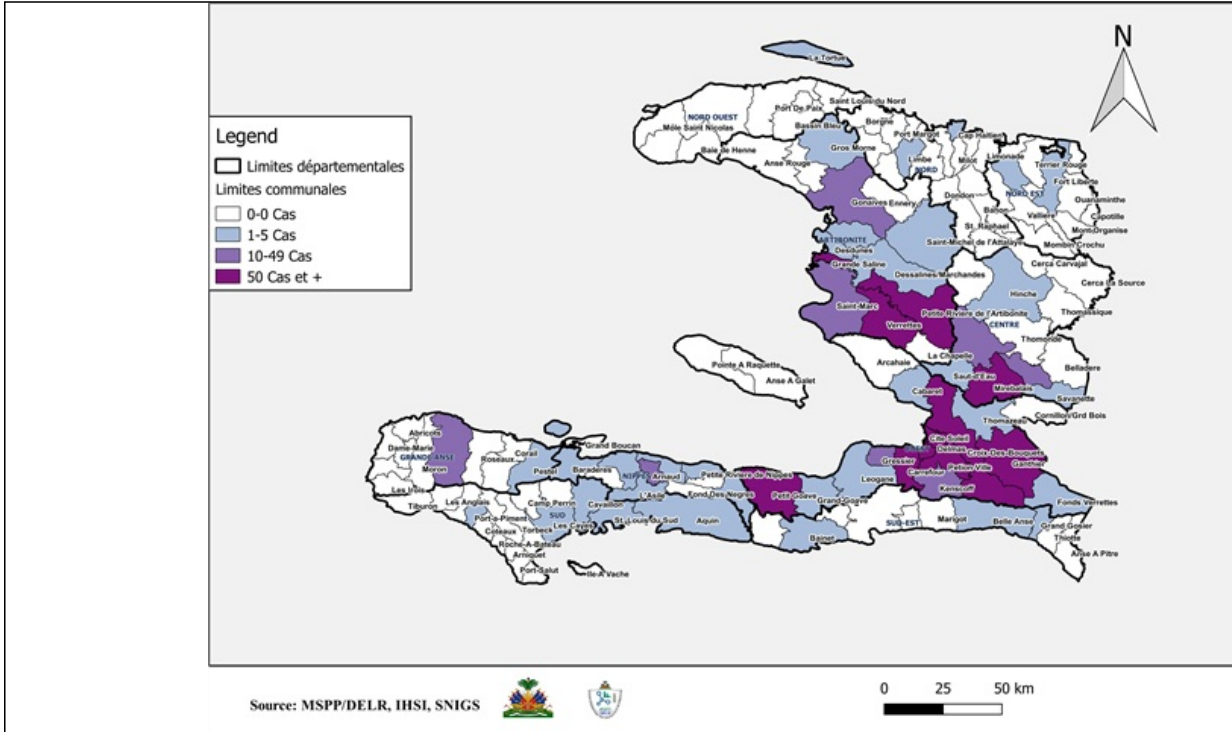 N
La Tortue
Saint Louis du Nord
Port De Paix
NORD OUEST
Môle Saint Nicolas
Bassin Bleu
Borgne
Port Margot
Cap Haitien
Baie de Henne
Gros Morne
Anse Rouge
Limbe
NORD
Milot
Limonade
Terrier Rouge
Fort Liberte
NORD EST
Ouanaminthe
Gonaives
Ennery
Dondon
Bahon
Valliere
Capotille
St. Raphael
Mont-Organise
Mombin Crochu
ARTIBONITE
Desdunes
Saint-Michel de l'Attalaye
Grande Saline
Dessalines/Marchandes
Cerca Carvajal
Cerca La Source
Hinche
Thomassique
Saint-Marc
Petite Rivière de l'Artibonite
Verrettes
CENTRE
Thomonde
La Chapelle
Arcahaie
Belladere
Saut-d'Eau
Mirebalais
Savanette
Pointe A Raquette
Anse A Galet
Cabaret
Cornillon/Grd Bois
Thomazeau
Cite Soleil
Delmas
Croix-Des-Bouquets
Ganthier
Gressier
Carrefour
Petion Ville
Kenscoff
Leogane
Fonds Verrettes
Abricots
Dame-Marie
GRANDE ANSE
Moron
Roseaux
Corail
Pestel
Grand Boucan
Baradères
NIPPES
Arnaud
Petite Riviere de Nippes
Les Irois
Tiburon
Les Anglais
Camp Perrin
Cavaillon
L'Asile
Fond Des Negres
Petit Goave
Grand Goave
Port-a-Piment
SUD
Les Cayes
St. Louis du Sud
Aquin
Coteaux
Torbeck
Roche-A-Bateau
Arniquet
Port-Salut
Ile A Vache
Bainet
SUD-EST
Marigot
Belle Anse
Grand Gosier
Thiotte
Anse A Pitre
Legend
Limites départementales
Limites communales
0-0 Cas
1-5 Cas
10-49 Cas
50 Cas et +
Source: MSPP/DELR, IHSI, SNIGS
0 25 50 km